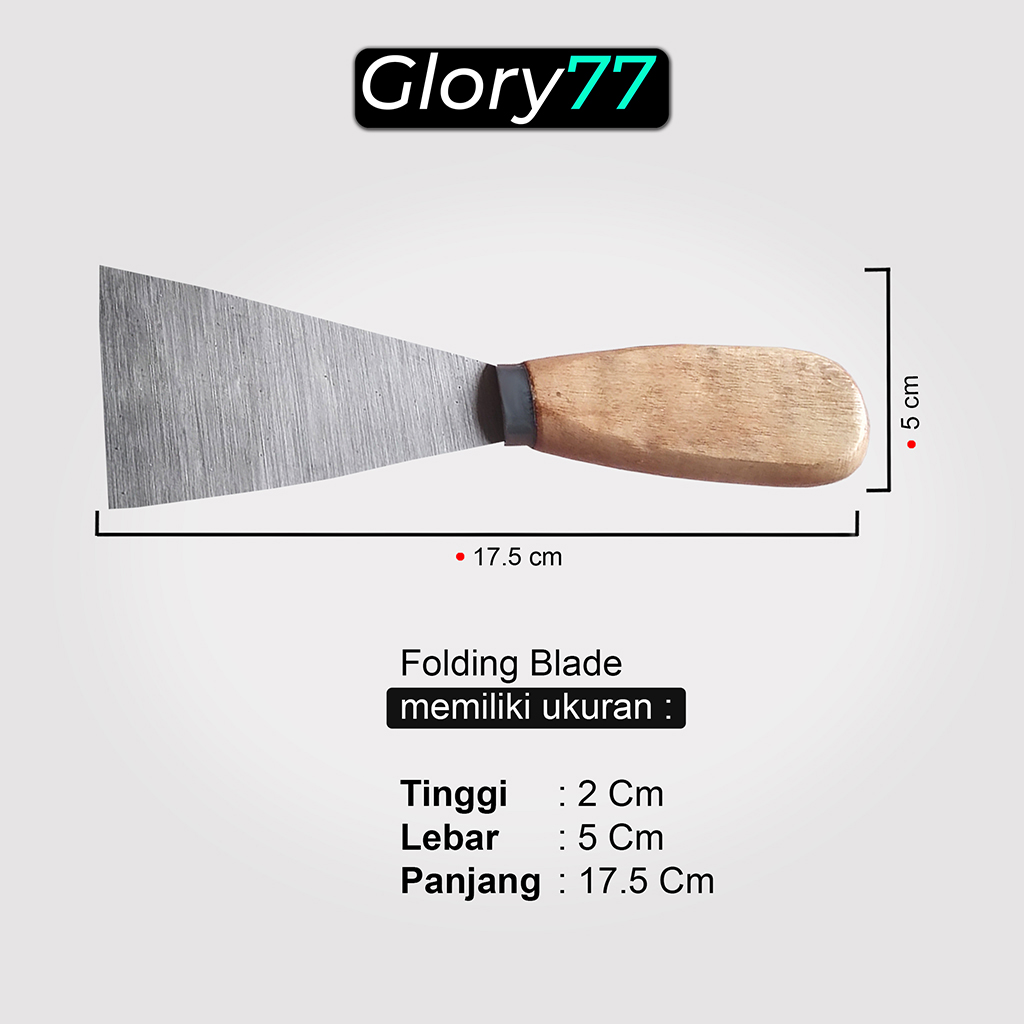 Glory77
• 5 cm
• 17.5 cm
Folding Blade
memiliki ukuran :
Tinggi : 2 Cm
Lebar : 5 Cm
Panjang : 17.5 Cm